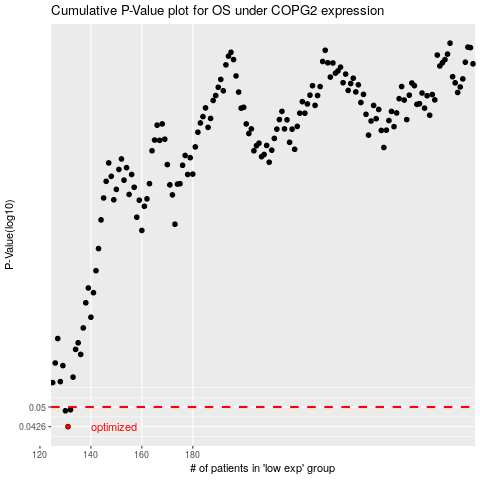 Cumulative P-Value plot for OS under COPG2 expression
P-Value(log10)
0.05
0.0426
optimized
120 140 160 180
# of patients in 'low exp' group